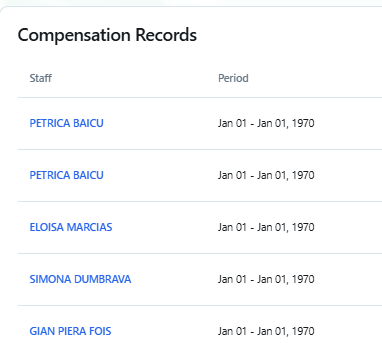 Compensation Records
Staff Period
PETRICA BAICU Jan 01 - Jan 01, 1970
PETRICA BAICU Jan 01 - Jan 01, 1970
ELOISA MARCIAS Jan 01 - Jan 01, 1970
SIMONA DUMBRAVA Jan 01 - Jan 01, 1970
GIAN PIERA FOIS Jan 01 - Jan 01, 1970